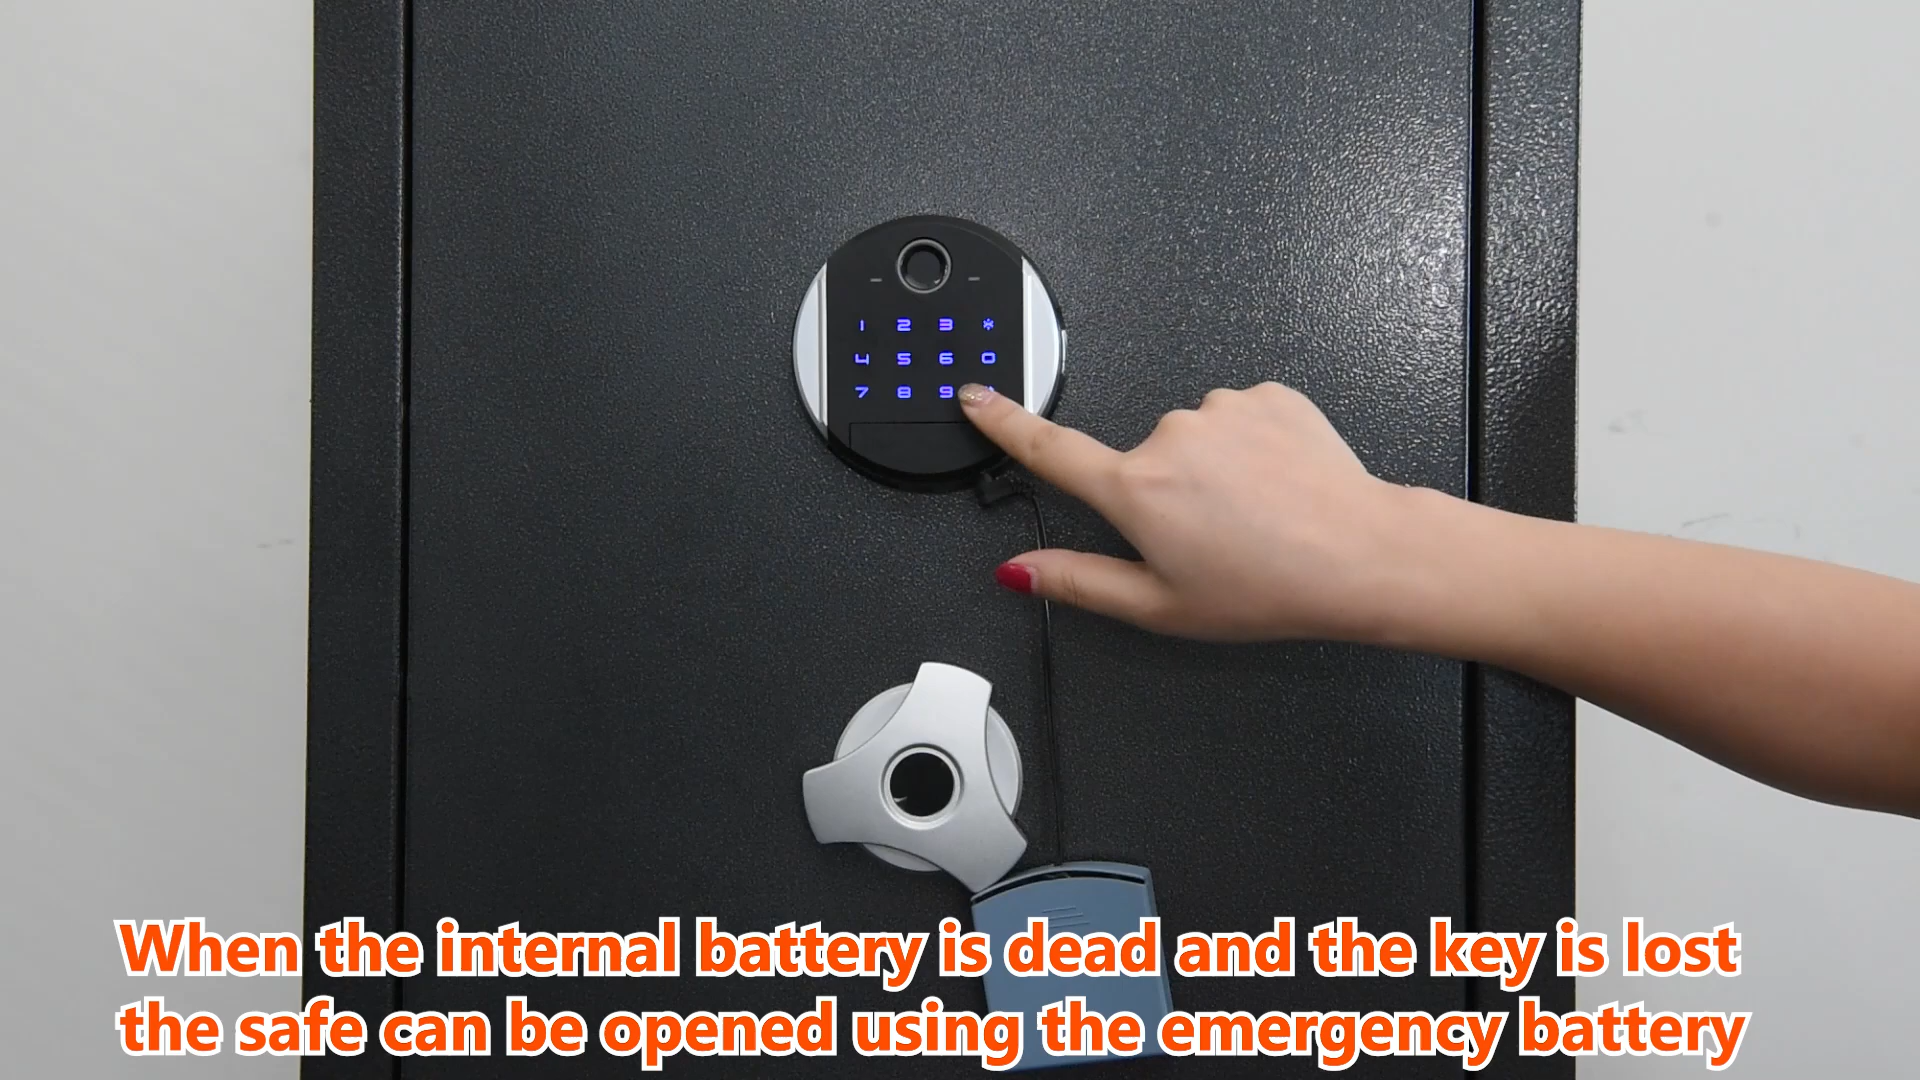 1 2 3 *
4 5 6 0
7 8 9
When the internal battery is dead and the key is lost
the safe can be opened using the emergency battery